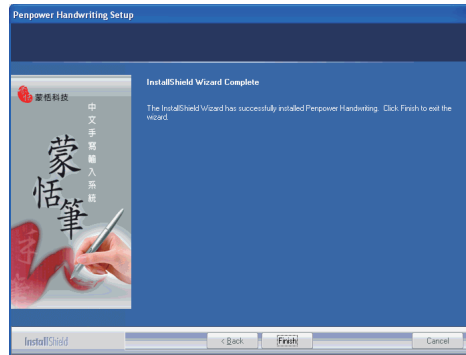 Penpower Handwriting Setup
InstallShield Wizard Complete
The InstallShield Wizard has successfully installed Penpower Handwriting. Click Finish to exit the
wizard.
蒙恬科技
中文手寫輸入系統
蒙恬筆
InstallShield
< Back
Finish
Cancel